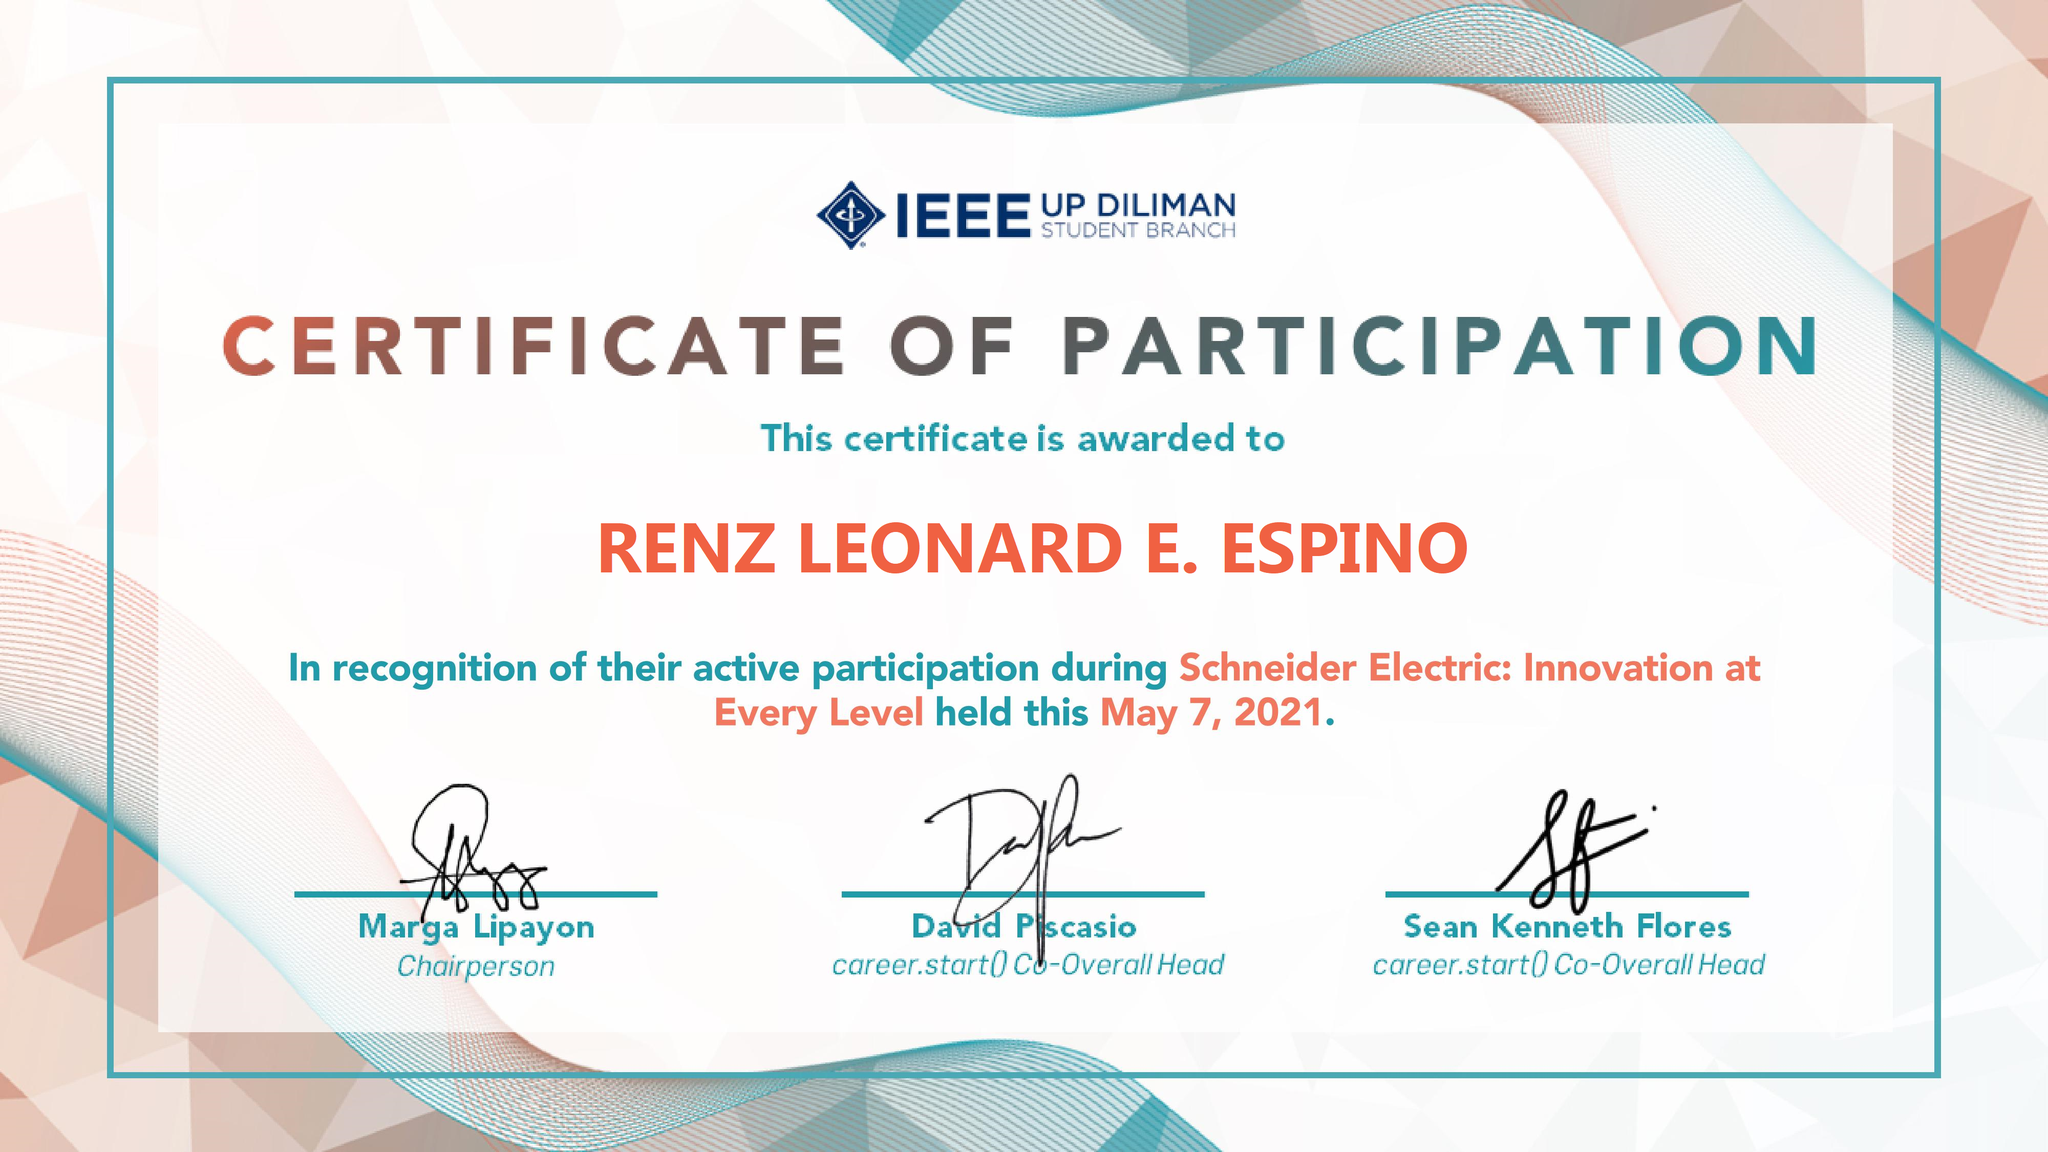 IEEE UP DILIMAN
STUDENT BRANCH
CERTIFICATE OF PARTICIPATION
This certificate is awarded to
RENZ LEONARD E. ESPINO
In recognition of their active participation during Schneider Electric: Innovation at
Every Level held this May 7, 2021.
Marga Lipayon
Chairperson
David Piscasio
career.start() Co-Overall Head
Sean Kenneth Flores
career.start() Co-Overall Head